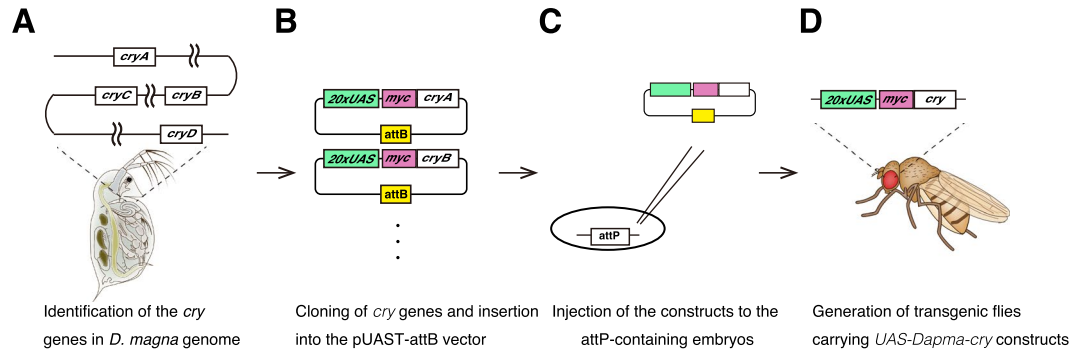 A
B
C
D
cryA
cryC
cryB
cryD
20xUAS myc cryA
attB
20xUAS myc cryB
attB
attP
20xUAS myc cry
Identification of the cry
genes in D. magna genome
Cloning of cry genes and insertion
into the pUAST-attB vector
Injection of the constructs to the
attP-containing embryos
Generation of transgenic flies
carrying UAS-Dapma-cry constructs